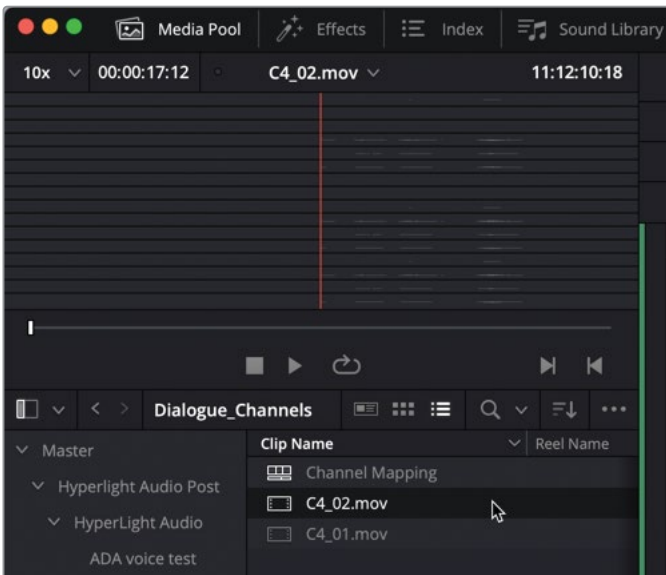 Media Pool Effects Index Sound Library
10x 00:00:17:12 C4_02.mov 11:12:10:18
Dialogue_Channels
Clip Name Reel Name
Master
Channel Mapping
Hyperlight Audio Post
C4_02.mov
HyperLight Audio
C4_01.mov
ADA voice test